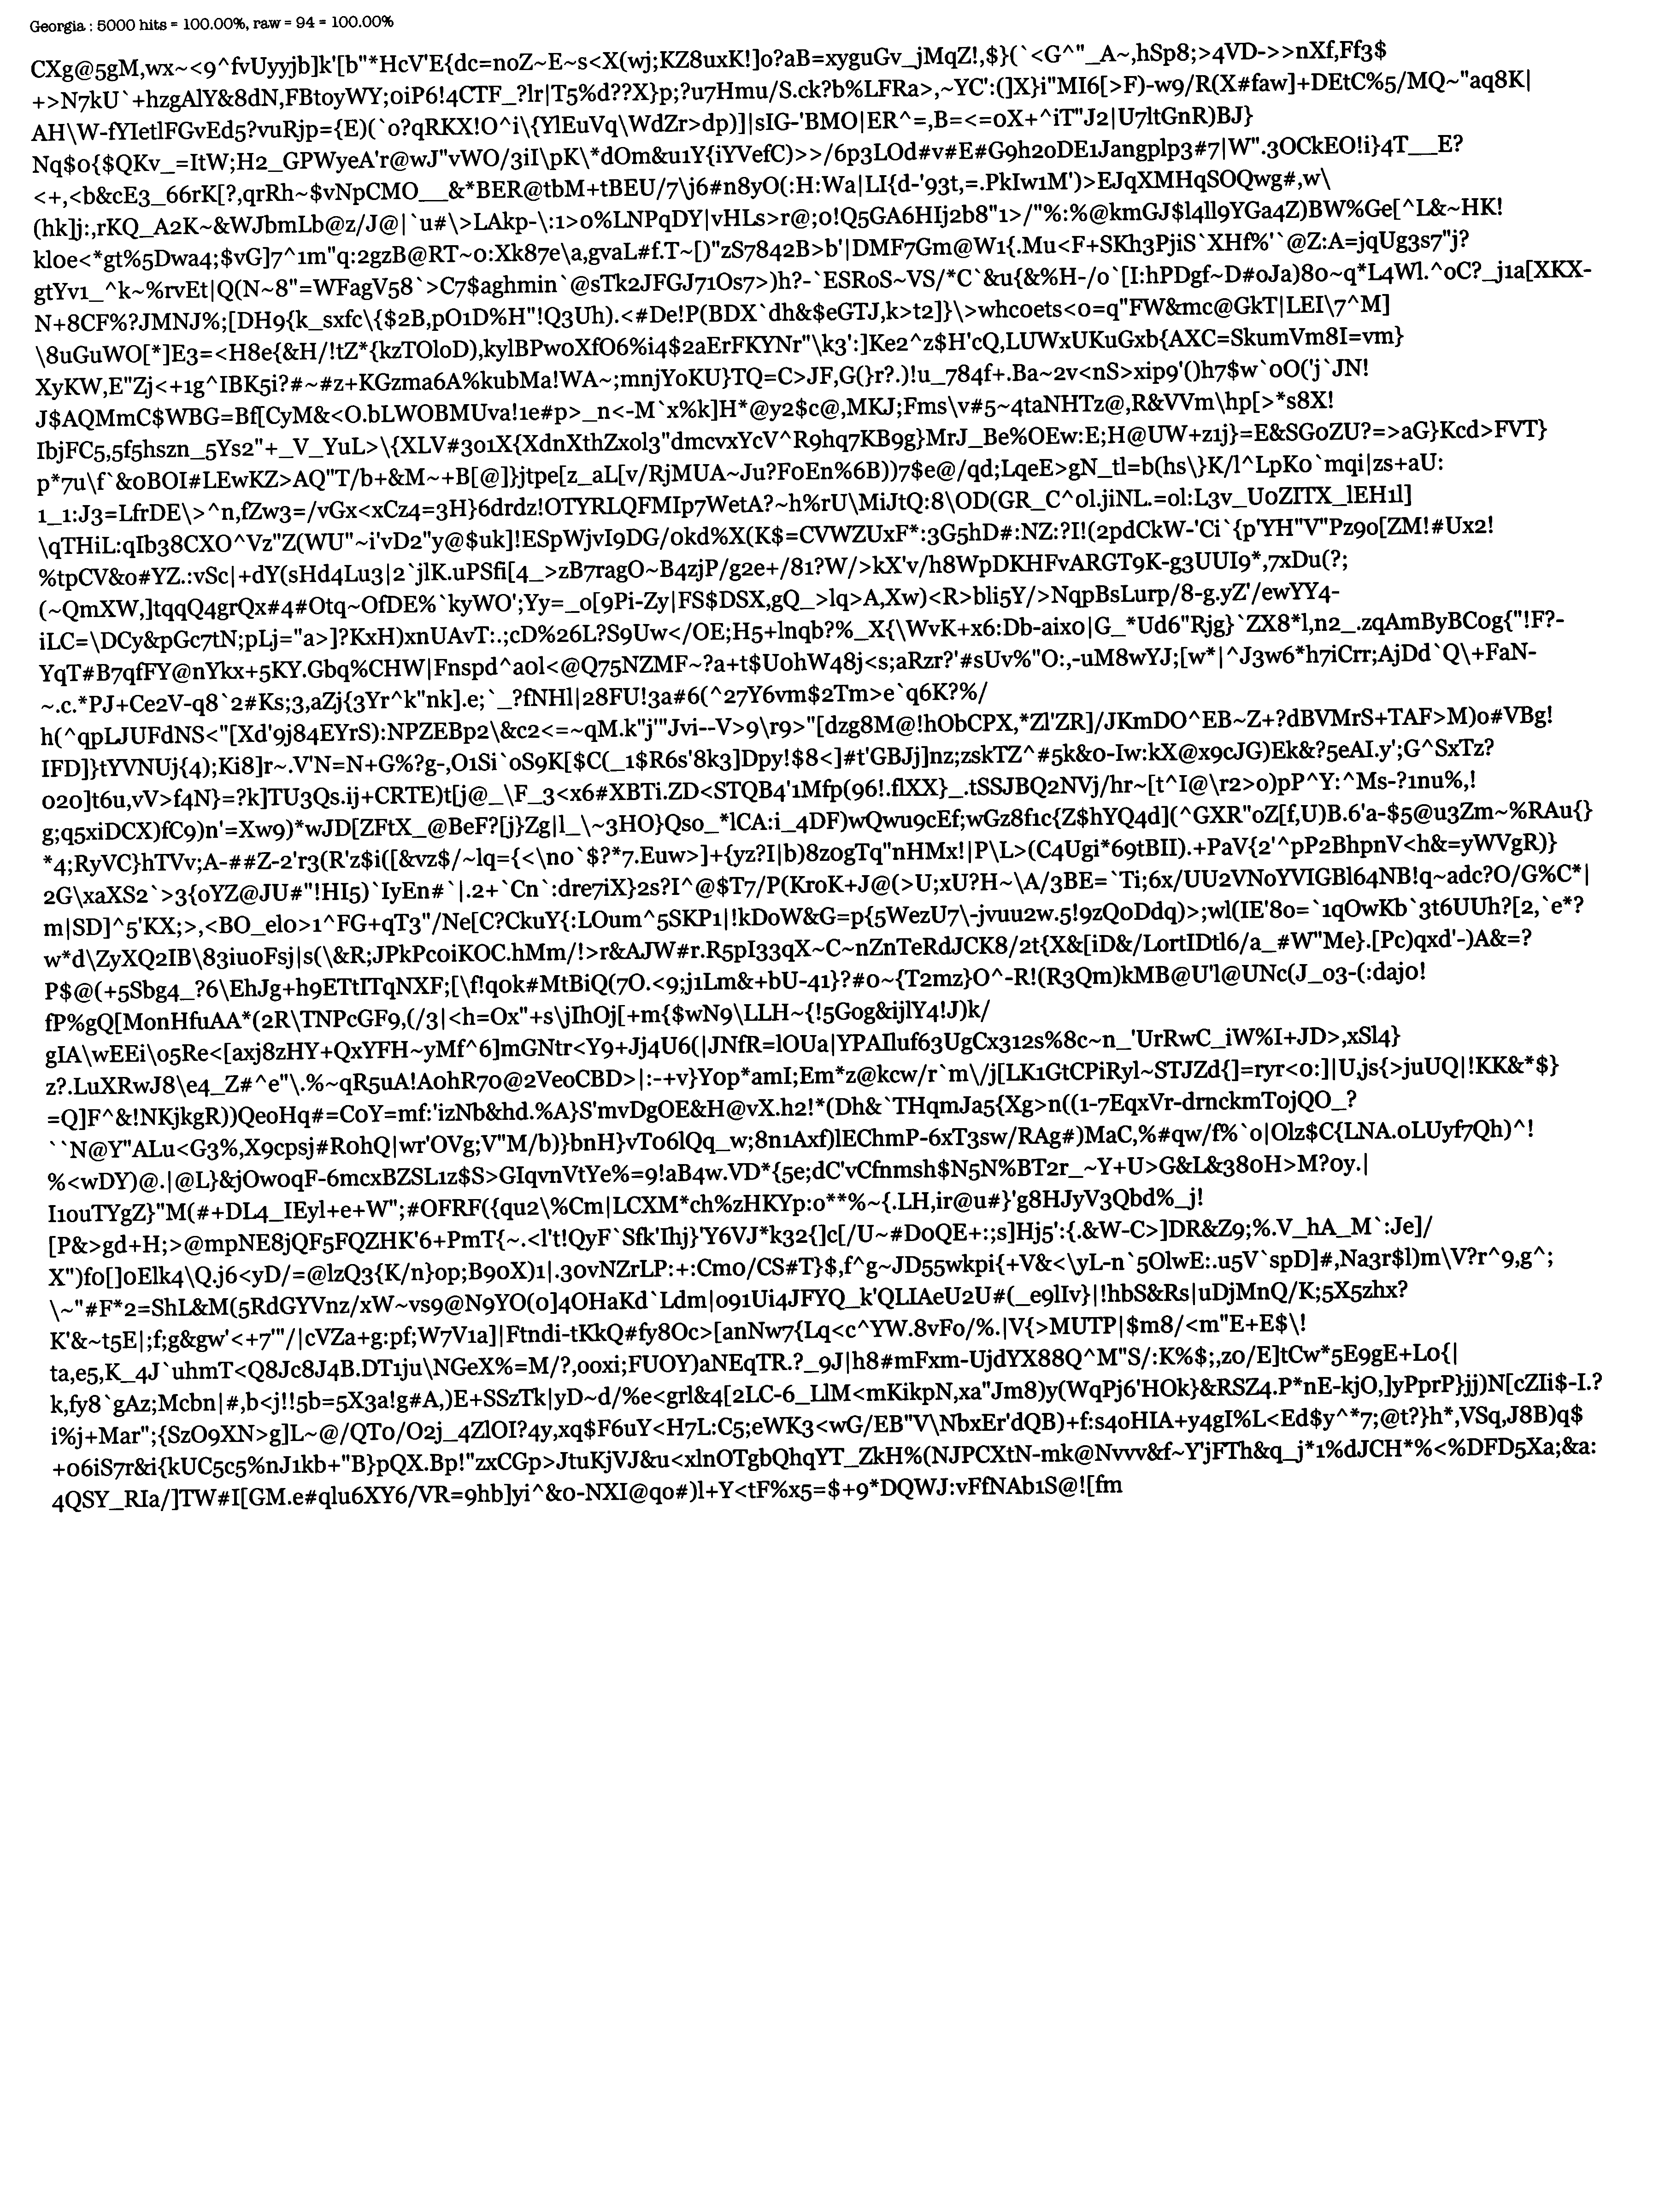 Georgia : 5000 hits = 100.00%, raw = 94 = 100.00%
CXg@5gM,wx~<9^fvUyyjb]k'[b"*HcV'E{dc=noZ~E~s<X(wj;KZ8uxK!]o?aB=xyguGv_jMqZ!,$}(`<G^"_A~,hSp8;>4VD->>nXf,Ff3$
+>N7kU`+hzgAlY&8dN,FBtoyWY;oiP6!4CTF_?lr|T5%d??X}p;?u7Hmu/S.ck?b%LFRa>,~YC':(]X}i"MI6[>F)-w9/R(X#faw]+DEtC%5/MQ~"aq8K|
AH\W-fYIetlFGvEd5?vuRjp={E)(`o?qRKX!O^i\{YlEuVq\WdZr>dp)]|sIG-'BMO|ER^=,B=<=0X+^iT"J2|U7ltGnR)BJ}
Nq$0{$QKv_=ItW;H2_GPWyeA'r@wJ"vWO/3iI\pK\*dOm&u1Y{iYVefC)>>/6p3LOd#v#E#G9h20DE1Jangplp3#7|W".3OCkEO!i}4T__E?
<+,<b&cE3_66rK[?,qrRh~$vNpCMO__&*BER@tbM+tBEU/7\j6#n8yO(:H:Wa|LI{d-'93t,=.PkIw1M')>EJqXMHqSOQwg#,w\
(hk]j:,rKQ_A2K~&WJbmLb@z/J@|`u#\>LAkp-\:1>0%LNPqDY|vHLs>r@;0!Q5GA6HIj2b8"1>/"%:%@kmGJ$l4ll9YGa4Z)BW%Ge[^L&~HK!
kloe<*gt%5Dwa4;$vG]7^1m"q:2gzB@RT~0:Xk87e\a,gvaL#f.T~[)"zS7842B>b'|DMF7Gm@W1{.Mu<F+SKh3PjiS`XHf%'`@Z:A=jqUg3s7"j?
gtYv1_^k~%rvEt|Q(N~8"=WFagV58`>C7$aghmin`@sTk2JFGJ71Os7>)h?-`ESRoS~VS/*C`&u{&%H-/0`[I:hPDgf~D#0Ja)80~q*L4Wl.^oC?_j1a[XKX-
N+8CF%?JMNJ%;[DH9{k_sxfc\{$2B,pO1D%H"!Q3Uh).<#De!P(BDX`dh&$eGTJ,k>t2]}\>whcoets<0=q"FW&mc@GkT|LEI\7^M]
\8uGuWO[*]E3=<H8e{&H/!tZ*{kzTOloD),kylBPwoXfO6%i4$2aErFKYNr"\k3':]Ke2^z$H'cQ,LUWxUKuGxb{AXC=SkumVm8I=vm}
XyKW,E"Zj<+1g^IBK5i?#~#z+KGzma6A%kubMa!WA~;mnjYoKU}TQ=C>JF,G(}r?.)!u_784f+.Ba~2v<nS>xip9'()h7$w`oO('j`JN!
J$AQMmC$WBG=Bf[CyM&<O.bLWOBMUva!1e#p>_n<-M`x%k]H*@y2$c@,MKJ;Fms\v#5~4taNHTz@,R&VVm\hp[>*s8X!
IbjFC5,5f5hszn_5Ys2"+_V_YuL>\{XLV#301X{XdnXthZxol3"dmcvxYcV^R9hq7KB9g}MrJ_Be%OEw:E;H@UW+z1j}=E&SGoZU?=>aG}Kcd>FVT}
p*7u\f`&0BOI#LEwKZ>AQ"T/b+&M~+B[@]}jtpe[z_aL[v/RjMUA~Ju?FoEn%6B))7$e@/qd;LqeE>gN_tl=b(hs\}K/l^LpKo`mqi|zs+aU:
1_1:J3=LfrDE\>^n,fZw3=/vGx<xCz4=3H}6drdz!OTYRLQFMIp7WetA?~h%rU\MiJtQ:8\OD(GR_C^ol.jiNL.=ol:L3v_U0ZITX_lEH1l]
\qTHiL:qIb38CXO^Vz"Z(WU"~i'vD2"y@$uk]!ESpWjvI9DG/okd%X(K$=CVWZUxF*:3G5hD#:NZ:?I!(2pdCkW-'Ci`{p'YH"V"Pz90[ZM!#Ux2!
%tpCV&0#YZ.:vSc|+dY(sHd4Lu3|2`jlK.uPSfi[4_>zB7ragO~B4zjP/g2e+/81?W/>kX'v/h8WpDKHFvARGT9K-g3UUI9*,7xDu(?;
(~QmXW,]tqqQ4grQx#4#Otq~OfDE%`kyWO';Yy=_0[9Pi-Zy|FS$DSX,gQ_>lq>A,Xw)<R>bli5Y/>NqpBsLurp/8-g.yZ'/ewYY4-
iLC=\DCy&pGc7tN;pLj="a>]?KxH)xnUAvT:.;cD%26L?S9Uw</OE;H5+lnqb?%_X{\WvK+x6:Db-aix0|G_*Ud6"Rjg}`ZX8*l,n2_.zqAmByBC0g{"!F?-
YqT#B7qfFY@nYkx+5KY.Gbq%CHW|Fnspd^aol<@Q75NZMF~?a+t$UohW48j<s;aRzr?'#sUv%"O:,-uM8wYJ;[w*|^J3w6*h7iCrr;AjDd`Q\+FaN-
~.c.*PJ+Ce2V-q8`2#Ks;3,aZj{3Yr^k"nk].e;`_?fNHl|28FU!3a#6(^27Y6vm$2Tm>e`q6K?%/
h(^qpLJUFdNS<"[Xd'9j84EYrS):NPZEBp2\&c2<=~qM.k"j'"Jvi--V>9\r9>"[dzg8M@!hObCPX,*Zl'ZR]/JKmDO^EB~Z+?dBVMrS+TAF>M)o#VBg!
IFD]}tYVNUj{4);Ki8]r~.V'N=N+G%?g-,O1Si`oS9K[$C(_1$R6s'8k3]Dpy!$8<]#t'GBJj]nz;zskTZ^#5k&0-Iw:kX@x9cJG)Ek&?5eAI.y';G^SxTz?
020]t6u,vV>f4N}=?k]TU3Qs.ij+CRTE)t[j@_\F_3<x6#XBTi.ZD<STQB4'1Mfp(96!.flXX}_.tSSJBQ2NVj/hr~[t^I@\r2>0)pP^Y:^Ms-?1nu%,!
g;q5xiDCX)fC9)n'=Xw9)*wJD[ZFtX_@BeF?[j}Zg|l_\~3HO}Qso_*lCA:i_4DF)wQwu9cEf;wGz8f1c{Z$hYQ4d](^GXR"oZ[f,U)B.6'a-$5@u3Zm~%RAu{}
*4;RyVC}hTVv;A-##Z-2'r3(R'z$i([&vz$/~lq={<\no`$?*7.Euw>]+{yz?I|b)8zogTq"nHMx!|P\L>(C4Ugi*69tBII).+PaV{2'^pP2BhpnV<h&=yWVgR)}
2G\xaXS2`>3{oYZ@JU#"!HI5)`IyEn#`|.2+`Cn`:dre7iX}2s?I^@$T7/P(KroK+J@(>U;xU?H~\A/3BE=`Ti;6x/UU2VNoYVIGBl64NB!q~adc?O/G%C*|
m|SD]^5'KX;>,<BO_elo>1^FG+qT3"/Ne[C?CkuY{:LOum^5SKP1|!kDoW&G=p{5WezU7\-jvuu2w.5!9zQ0Ddq)>;wl(IE'80=`1qOwKb`3t6UUh?[2,`e*?
w*d\ZyXQ2IB\83iu0Fsj|s(\&R;JPkPcoiKOC.hMm/!>r&AJW#r.R5pI33qX~C~nZnTeRdJCK8/2t{X&[iD&/LortIDtl6/a_#W"Me}.[Pc)qxd'-)A&=?
P$@(+5Sbg4_?6\EhJg+h9ETtITqNXF;[\f!qok#MtBiQ(7O.<9;j1Lm&+bU-41}?#0~{T2mz}O^-R!(R3Qm)kMB@U'l@UNc(J_03-(:dajo!
fP%gQ[MonHfuAA*(2R\TNPcGF9,(/3|<h=Ox"+s\jIhOj[+m{$wN9\LLH~{!5Gog&ijlY4!J)k/
gIA\wEEi\05Re<[axj8zHY+QxYFH~yMf^6]mGNtr<Y9+Jj4U6(|JNfR=lOUa|YPAIluf63UgCx312s%8c~n_'UrRwC_iW%I+JD>,xSl4}
z?.LuXRwJ8\e4_Z#^e"\.%~qR5uA!AohR70@2VeoCBD>|:-+v}Yop*amI;Em*z@kcw/r`m\/j[LK1GtCPiRyl~STJZd{]=ryr<0:]|U,js{>juUQ|!KK&*$}
=Q]F^&!NKjkgR))QeoHq#=CoY=mf:'izNb&hd.%A}S'mvDgOE&H@vX.h2!*(Dh&`THqmJa5{Xg>n((1-7EqxVr-drnckmTojQO_?
``N@Y"ALu<G3%,X9cpsj#RohQ|wr'OVg;V"M/b)}bnH}vTo6lQq_w;8n1Axf)lEChmP-6xT3sw/RAg#)MaC,%#qw/f%`o|Olz$C{LNA.0LUyf7Qh)^!
%<wDY)@.|@L}&jOwoqF-6mcxBZSL1z$S>GIqvnVtYe%=9!aB4w.VD*{5e;dC'vCfnmsh$N5N%BT2r_~Y+U>G&L&380H>M?oy.|
I1ouTYgZ}"M(#+DL4_IEyl+e+W";#OFRF({qu2\%Cm|LCXM*ch%zHKYp:0**%~{.LH,ir@u#}'g8HJyV3Qbd%_j!
[P&>gd+H;>@mpNE8jQF5FQZHK'6+PmT{~.<l't!QyF`Sfk'Ihj}'Y6VJ*k32{]c[/U~#DoQE+:;s]Hj5':{.&W-C>]DR&Z9;%.V_hA_M`:Je]/
X")fo[]oElk4\Q.j6<yD/=@lzQ3{K/n}op;B90X)1|.30vNZrLP:+:Cmo/CS#T}$,f^g~JD55wkpi{+V&<\yL-n`5OlwE:.u5V`spD]#,Na3r$l)m\V?r^9,g^;
\~"#F*2=ShL&M(5RdGYVnz/xW~vs9@N9YO(0]4OHaKd`Ldm|091Ui4JFYQ_k'QLIAeU2U#(_e9lIv}|!hbS&Rs|uDjMnQ/K;5X5zhx?
K'&~t5E|;f;g&gw'<+7'"/|cVZa+g:pf;W7V1a]|Ftndi-tKkQ#fy8Oc>[anNw7{Lq<c^YW.8vFo/%.|V{>MUTP|$m8/<m"E+E$\!
ta,e5,K_4J`uhmT<Q8Jc8J4B.DT1ju\NGeX%=M/?,ooxi;FUOY)aNEqTR.?_9J|h8#mFxm-UjdYX88Q^M"S/:K%$;,zo/E]tCw*5E9gE+L0{|
k,fy8`gAz;Mcbn|#,b<j!!5b=5X3a!g#A,)E+SSzTk|yD~d/%e<grl&4[2LC-6_LlM<mKikpN,xa"Jm8)y(WqPj6'HOk}&RSZ4.P*nE-kjO,]yPprP}jj)N[cZIi$-I.?
i%j+Mar";{SzO9XN>g]L~@/QTo/O2j_4ZlOI?4y,xq$F6uY<H7L:C5;eWK3<wG/EB"V\NbxEr'dQB)+f:s40HIA+y4gI%L<Ed$y^*7;@t?}h*,VSq,J8B)q$
+06iS7r&i{kUC5c5%nJ1kb+"B}pQX.Bp!"zxCGp>JtuKjVJ&u<xlnOTgbQhqYT_ZkH%(NJPCXtN-mk@Nvvv&f~Y'jFTh&q_j*1%dJCH*%<%DFD5Xa;&a:
4QSY_RIa/]TW#I[GM.e#qlu6XY6/VR=9hb]yi^&0-NXI@qo#)l+Y<tF%x5=$+9*DQWJ:vFfNAb1S@![fm